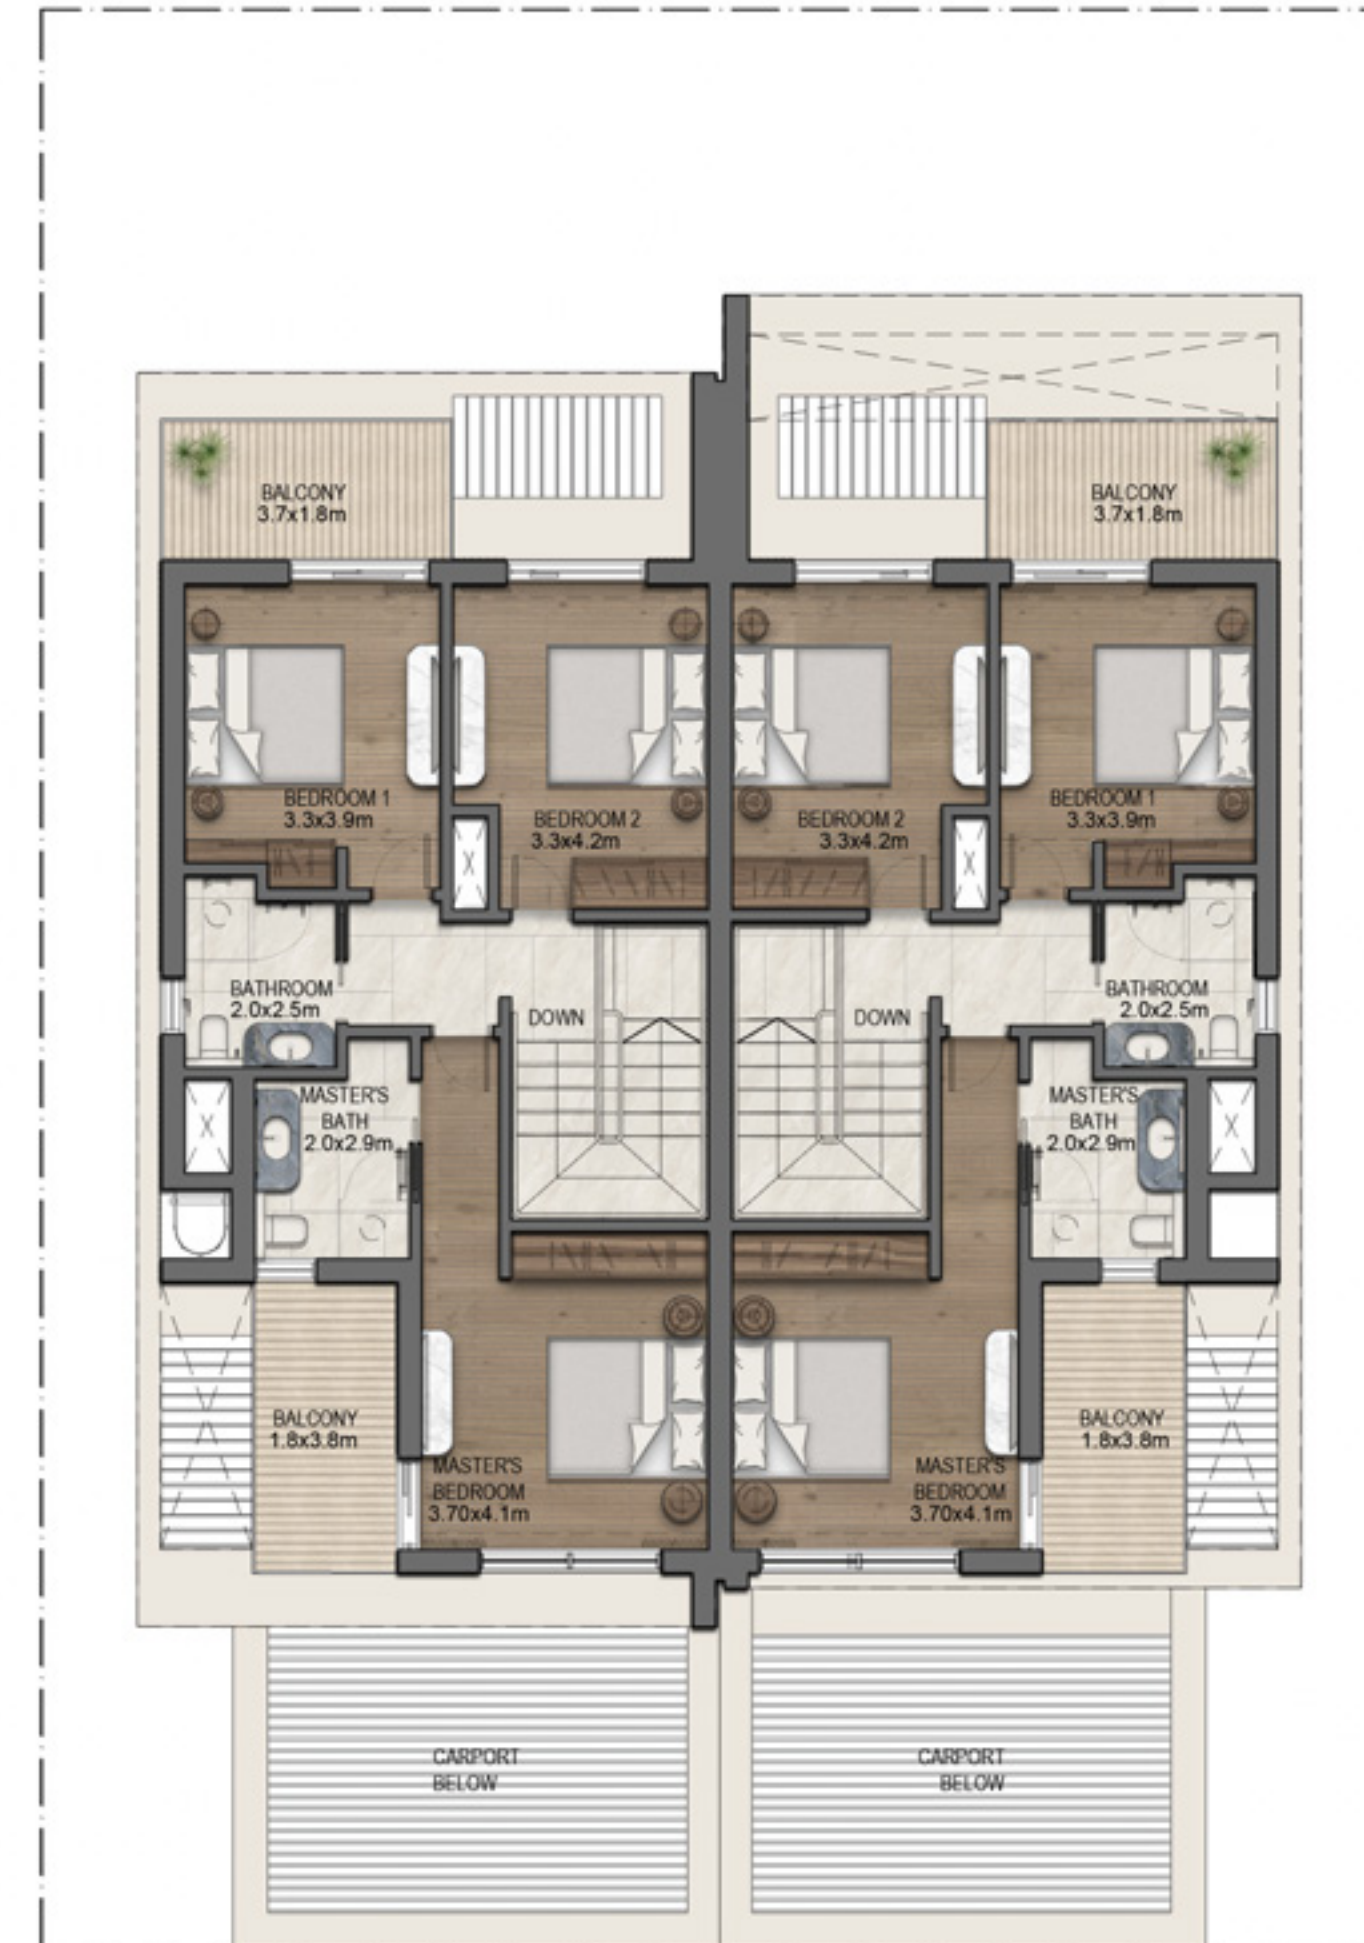 BALCONY
3.7x1.8m
BALCONY
3.7x1.8m
BEDROOM 1
3.3x3.9m
BEDROOM 2
3.3x4.2m
BEDROOM 2
3.3x4.2m
BEDROOM 1
3.3x3.9m
BATHROOM
2.0x2.5m
DOWN
DOWN
BATHROOM
2.0x2.5m
MASTER'S
BATH
2.0x2.9m
MASTER'S
BATH
2.0x2.9m
BALCONY
1.8x3.8m
MASTER'S
BEDROOM
3.70x4.1m
MASTER'S
BEDROOM
3.70x4.1m
BALCONY
1.8x3.8m
CARPORT
BELOW
CARPORT
BELOW